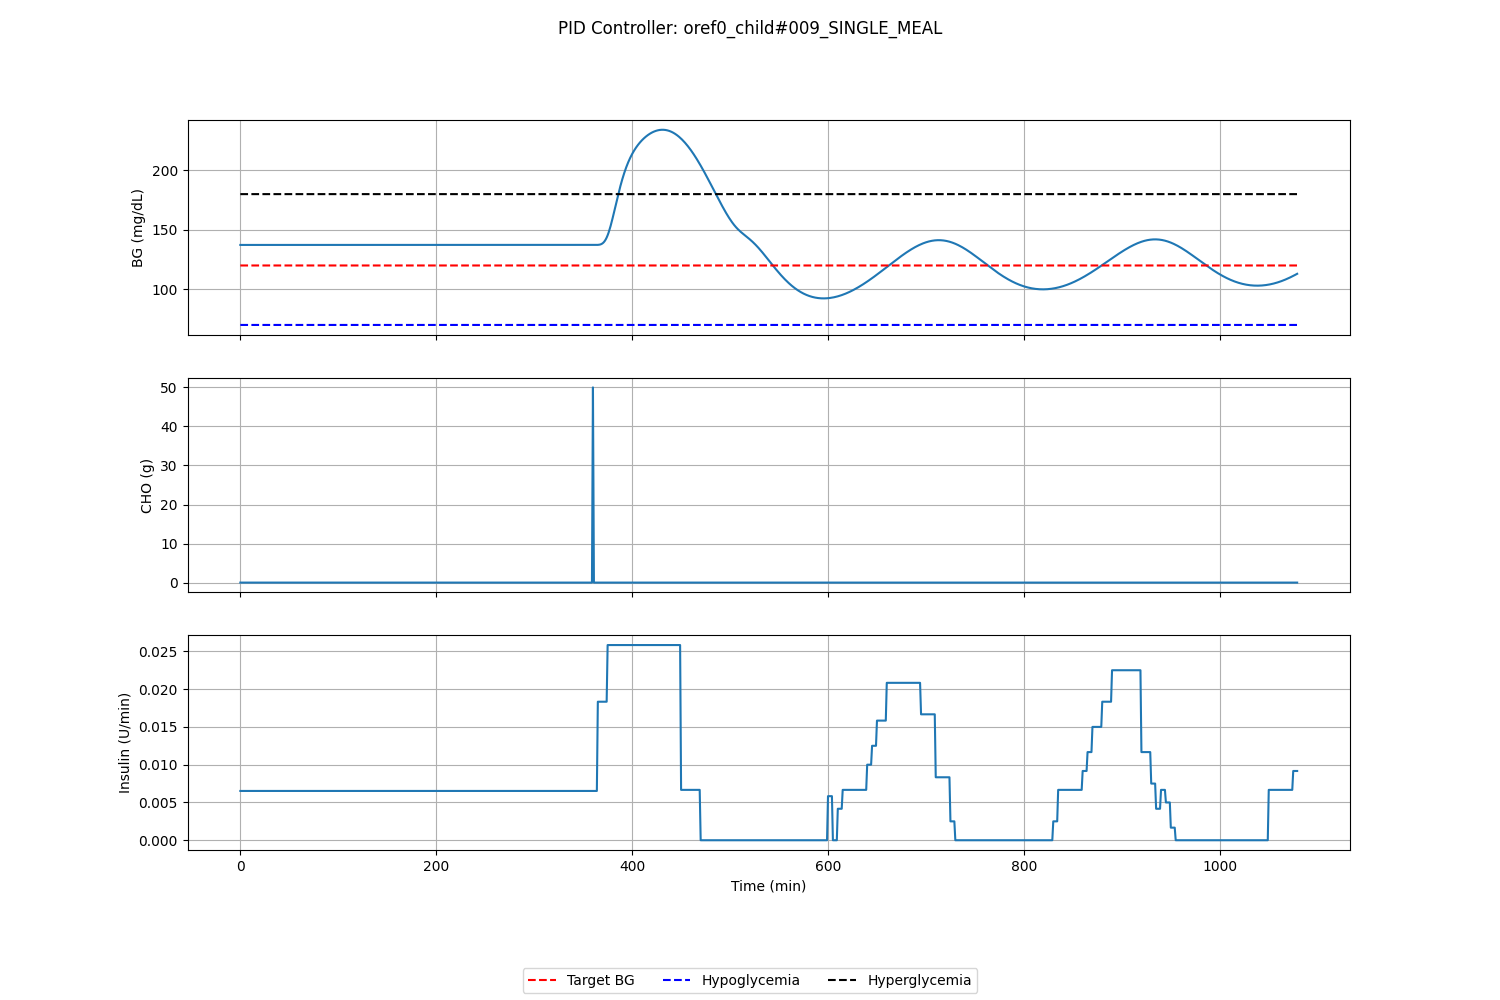 PID Controller: oref0_child#009_SINGLE_MEAL
BG (mg/dL)
200
150
100
CHO (g)
50
40
30
20
10
0
Insulin (U/min)
0.025
0.020
0.015
0.010
0.005
0.000
0 200 400 600 800 1000
Time (min)
Target BG Hypoglycemia Hyperglycemia